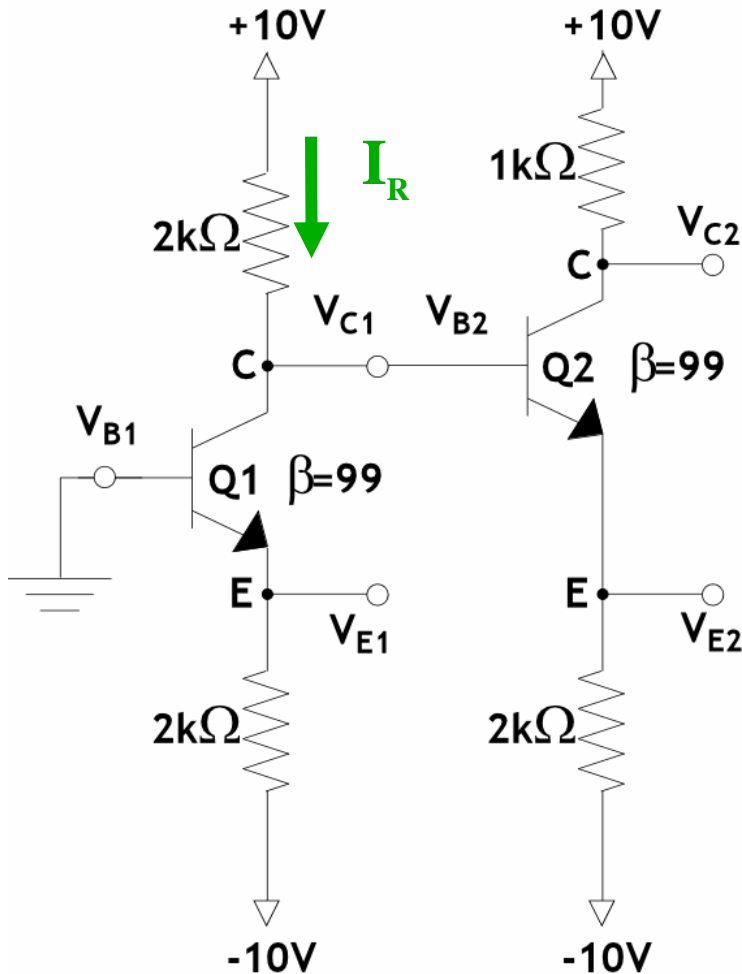 +10V +10V
I_R
1kΩ
2kΩ
V_C2
C
V_C1 V_B2
C
Q2 β=99
V_B1
Q1 β=99
E E
V_E1 V_E2
2kΩ 2kΩ
-10V -10V